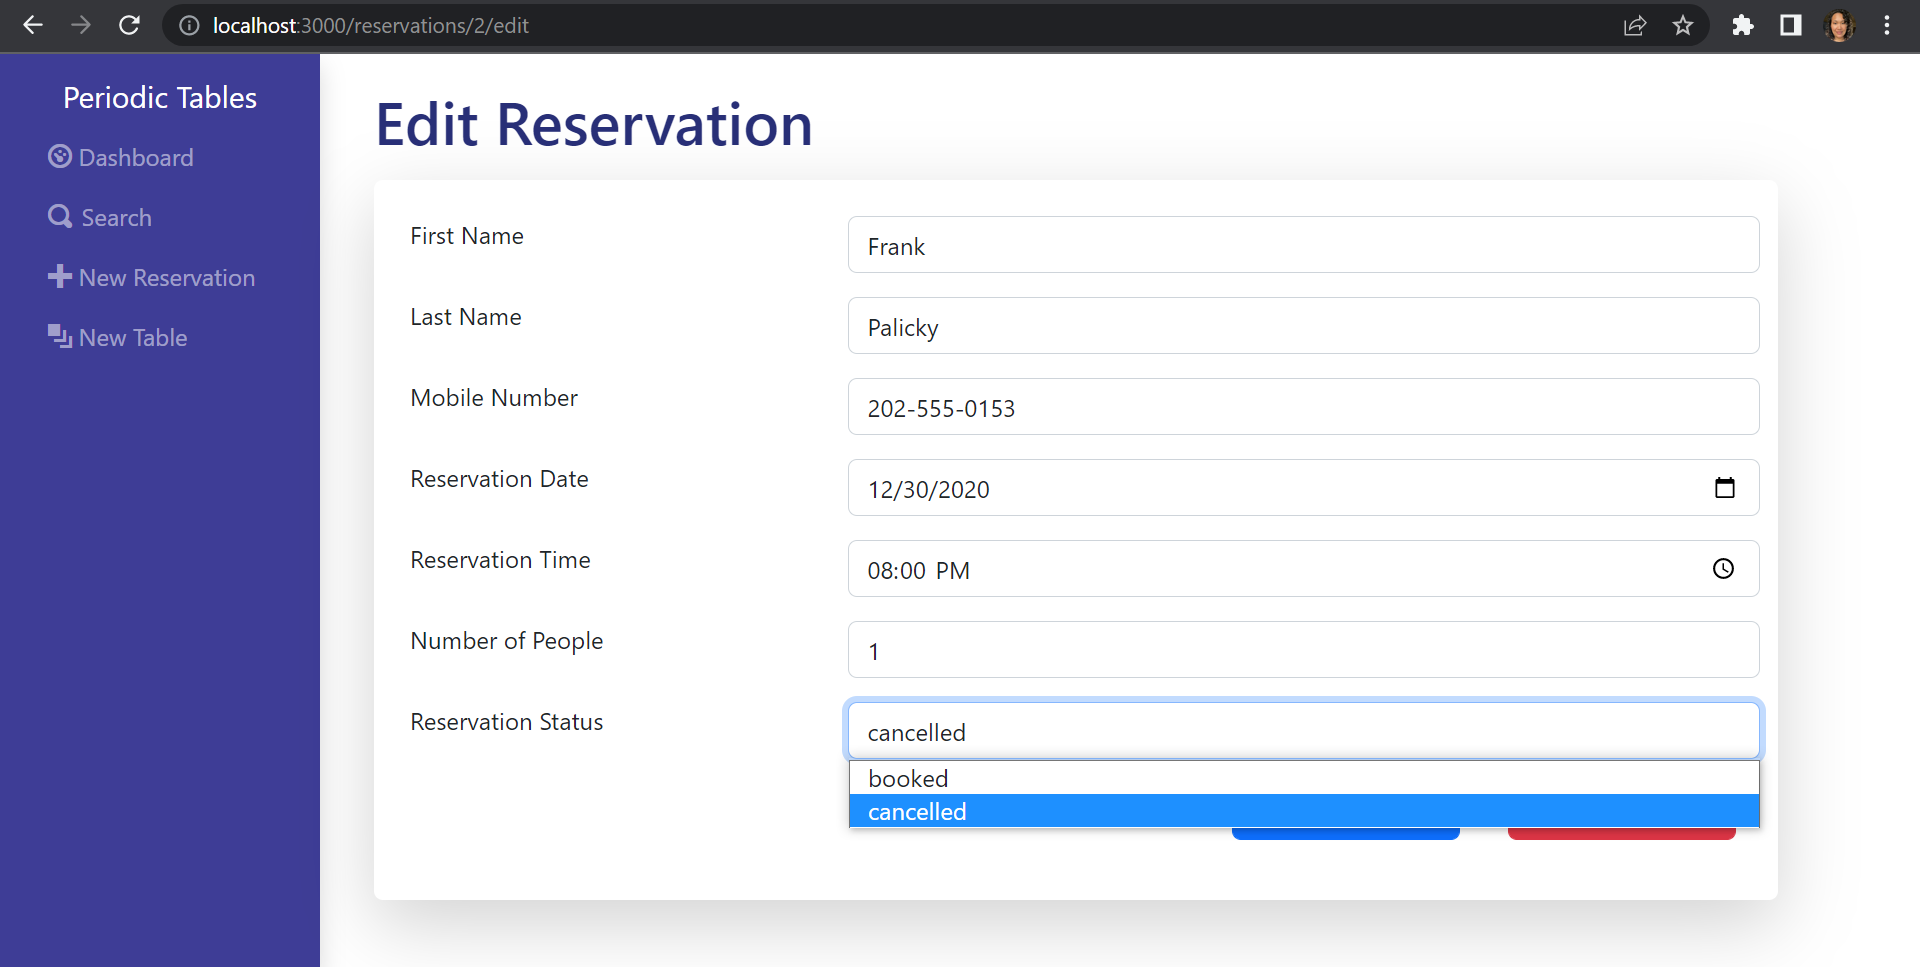 localhost:3000/reservations/2/edit
Periodic Tables
Dashboard
Search
New Reservation
New Table
Edit Reservation
First Name
Frank
Last Name
Palicky
Mobile Number
202-555-0153
Reservation Date
12/30/2020
Reservation Time
08:00 PM
Number of People
1
Reservation Status
cancelled
booked
cancelled